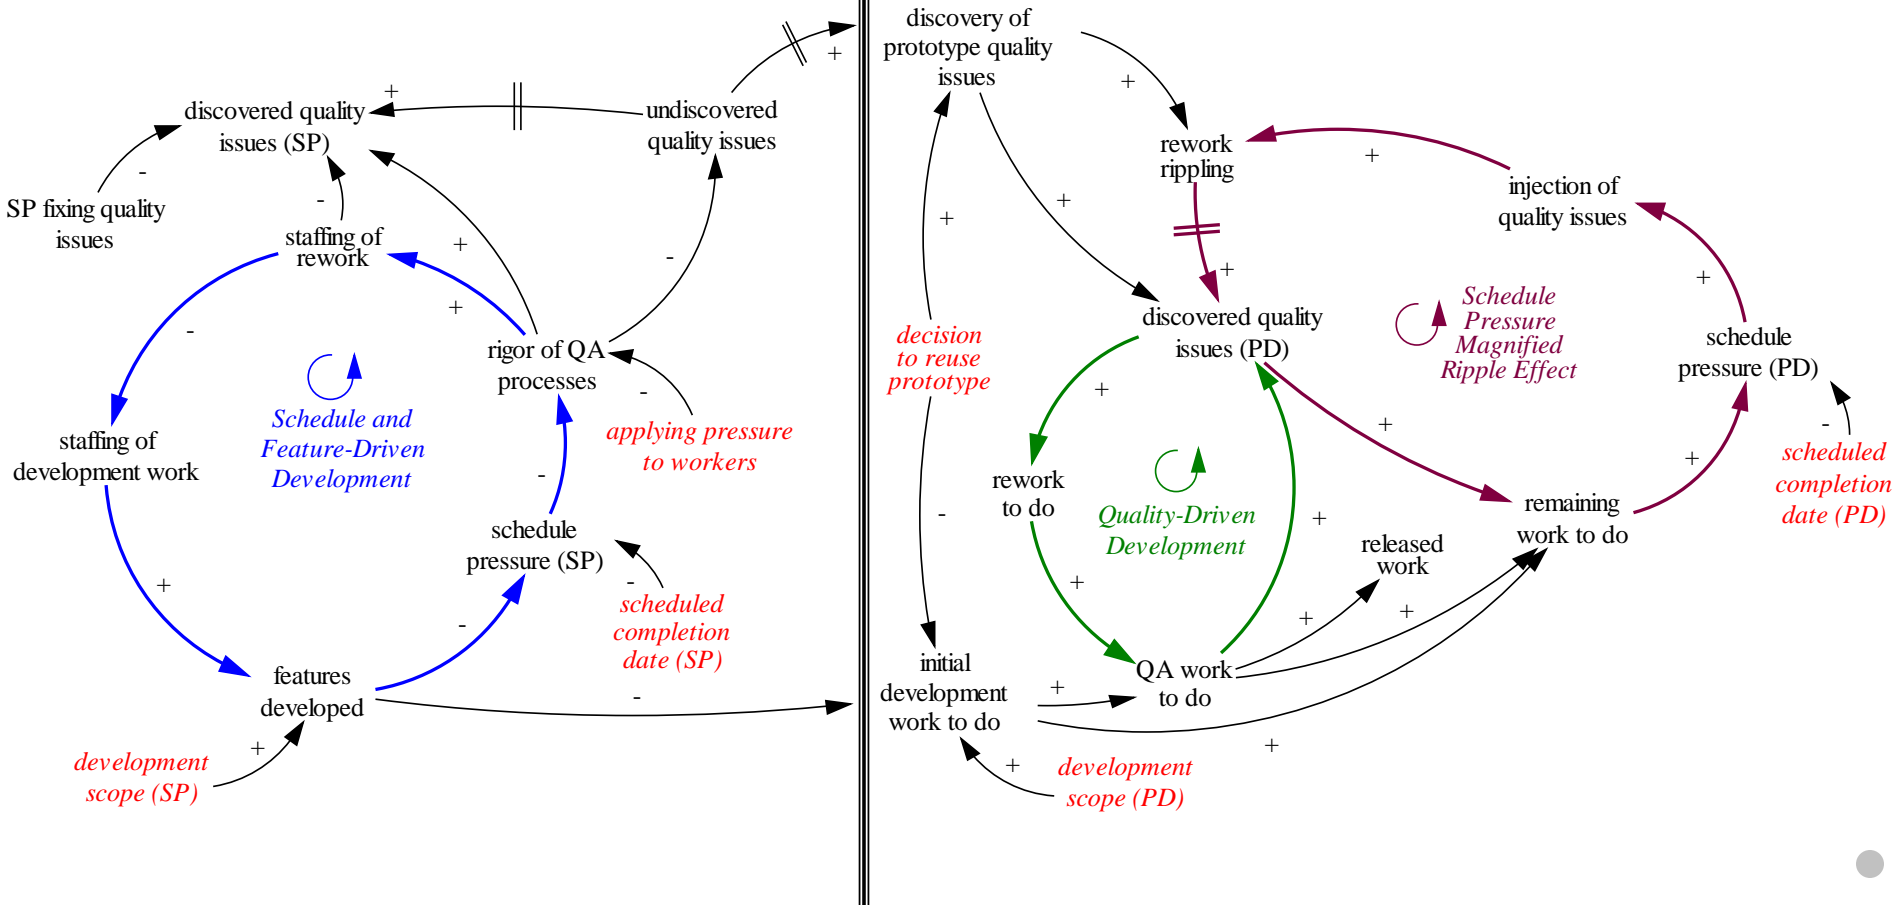 discovered quality
issues (SP)
undiscovered
quality issues
+
+
-
SP fixing quality
issues
-
staffing of
rework
+
+
-
-
rigor of QA
processes
-
applying pressure
to workers
Schedule and
Feature-Driven
Development
staffing of
development work
-
schedule
pressure (SP)
-
scheduled
completion
date (SP)
+
-
features
developed
-
+
development
scope (SP)
discovery of
prototype quality
issues
+
rework
rippling
+
injection of
quality issues
+
+
+
+
decision
to reuse
prototype
discovered quality
issues (PD)
Schedule
Pressure
Magnified
Ripple Effect
schedule
pressure (PD)
+
+
-
scheduled
completion
date (PD)
+
rework
to do
Quality-Driven
Development
-
+
remaining
work to do
released
work
+
+
+
initial
development
work to do
+
QA work
to do
+
+
development
scope (PD)